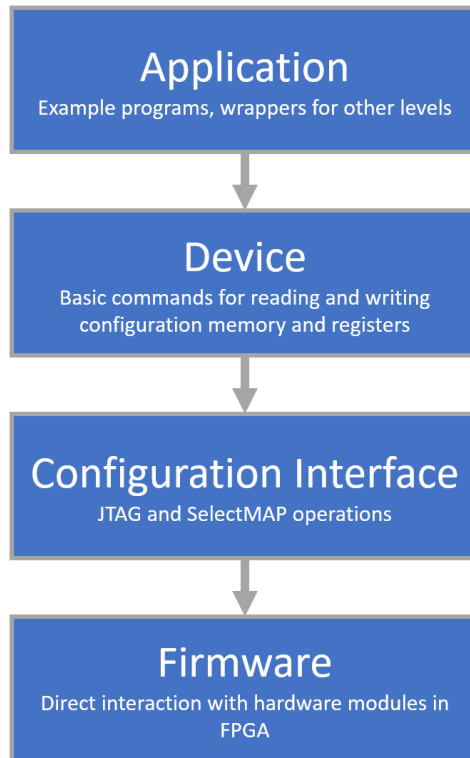 Application
Example programs, wrappers for other levels
Device
Basic commands for reading and writing
configuration memory and registers
Configuration Interface
JTAG and SelectMAP operations
Firmware
Direct interaction with hardware modules in
FPGA